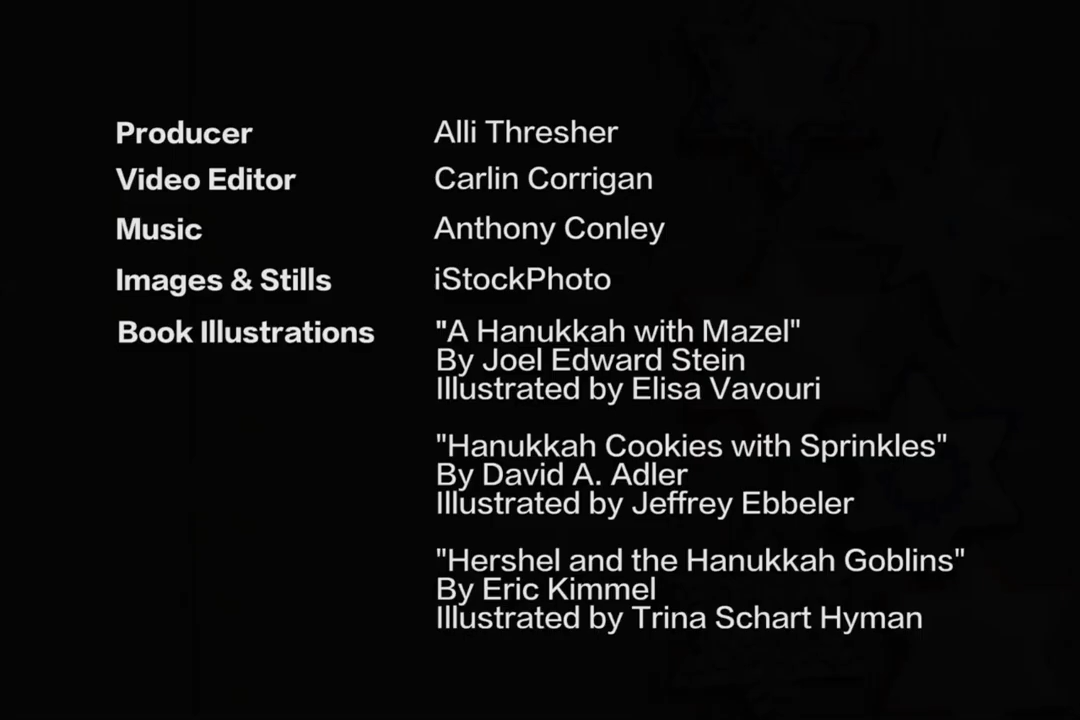 Producer Alli Thresher
Video Editor Carlin Corrigan
Music Anthony Conley
Images & Stills iStockPhoto
Book Illustrations "A Hanukkah with Mazel"
By Joel Edward Stein
Illustrated by Elisa Vavouri
"Hanukkah Cookies with Sprinkles"
By David A. Adler
Illustrated by Jeffrey Ebbeler
"Hershel and the Hanukkah Goblins"
By Eric Kimmel
Illustrated by Trina Schart Hyman